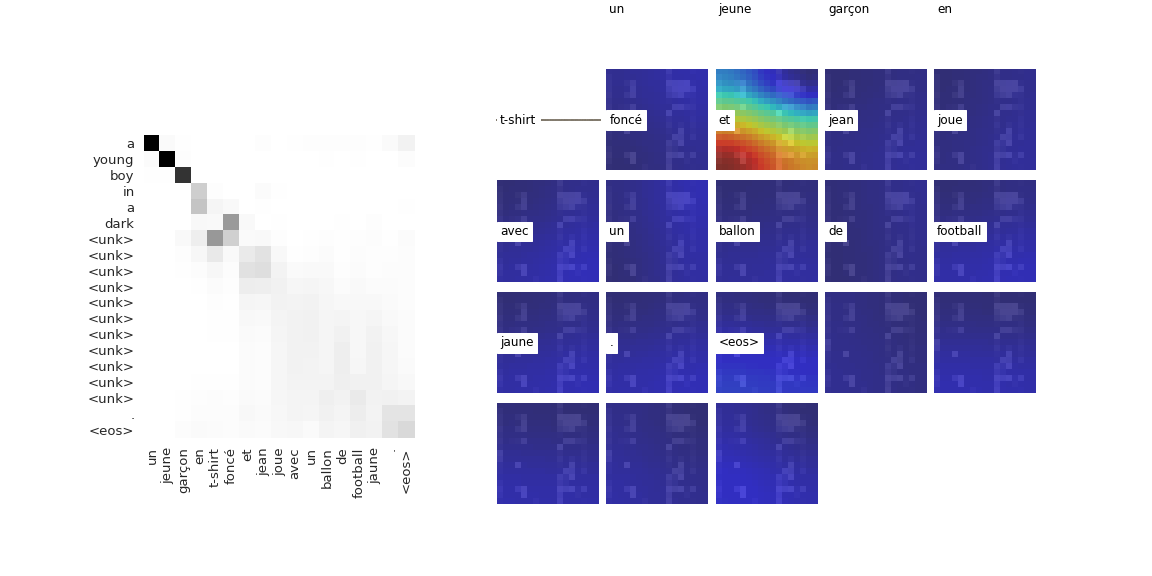 un jeune garçon en
t-shirt foncé et jean joue
avec un ballon de football
jaune . <eos>
a
young
boy
in
a
dark
<unk>
<unk>
<unk>
<unk>
<unk>
<unk>
<unk>
<unk>
<unk>
<unk>
<unk>
.
<eos>
un jeune garçon en t-shirt foncé et jean joue avec un ballon de football jaune . <eos>